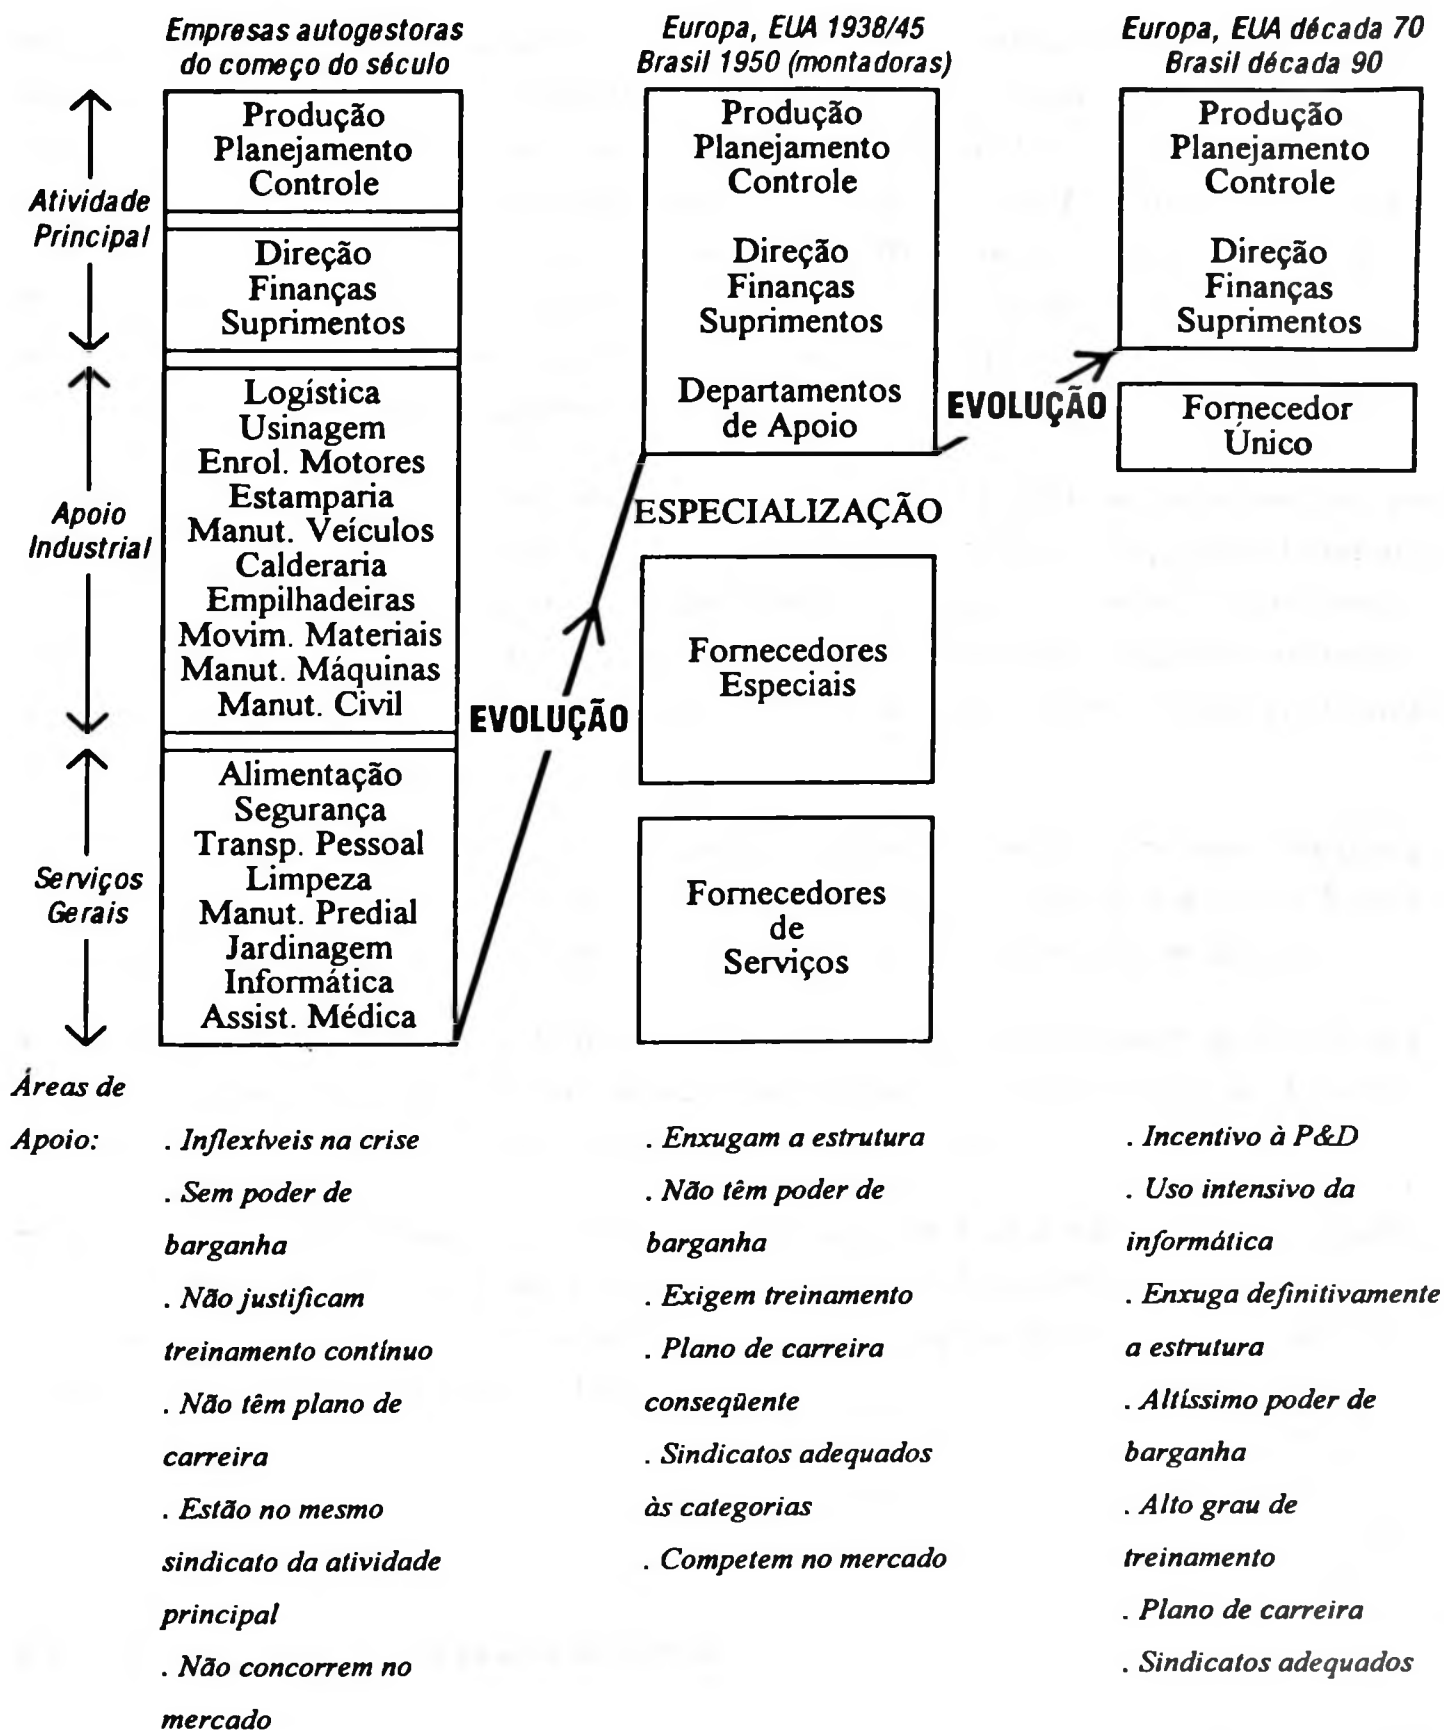 Empresas autogestoras
do começo do século
Europa, EUA 1938/45
Brasil 1950 (montadoras)
Europa, EUA década 70
Brasil década 90
Atividade
Principal
Produção
Planejamento
Controle
Direção
Finanças
Suprimentos
Apoio
Industrial
Logística
Usinagem
Enrol. Motores
Estamparia
Manut. Veículos
Calderaria
Empilhadeiras
Movim. Materiais
Manut. Máquinas
Manut. Civil
Serviços
Gerais
Alimentação
Segurança
Transp. Pessoal
Limpeza
Manut. Predial
Jardinagem
Informática
Assist. Médica
EVOLUÇÃO
Produção
Planejamento
Controle
Direção
Finanças
Suprimentos
Departamentos
de Apoio
ESPECIALIZAÇÃO
Fornecedores
Especiais
Fornecedores
de
Serviços
EVOLUÇÃO
Produção
Planejamento
Controle
Direção
Finanças
Suprimentos
Fornecedor
Único
Áreas de
Apoio:
. Inflexíveis na crise
. Sem poder de
barganha
. Não justificam
treinamento contínuo
. Não têm plano de
carreira
. Estão no mesmo
sindicato da atividade
principal
. Não concorrem no
mercado
. Enxugam a estrutura
. Não têm poder de
barganha
. Exigem treinamento
. Plano de carreira
conseqüente
. Sindicatos adequados
às categorias
. Competem no mercado
. Incentivo à P&D
. Uso intensivo da
informática
. Enxuga definitivamente
a estrutura
. Altíssimo poder de
barganha
. Alto grau de
treinamento
. Plano de carreira
. Sindicatos adequados